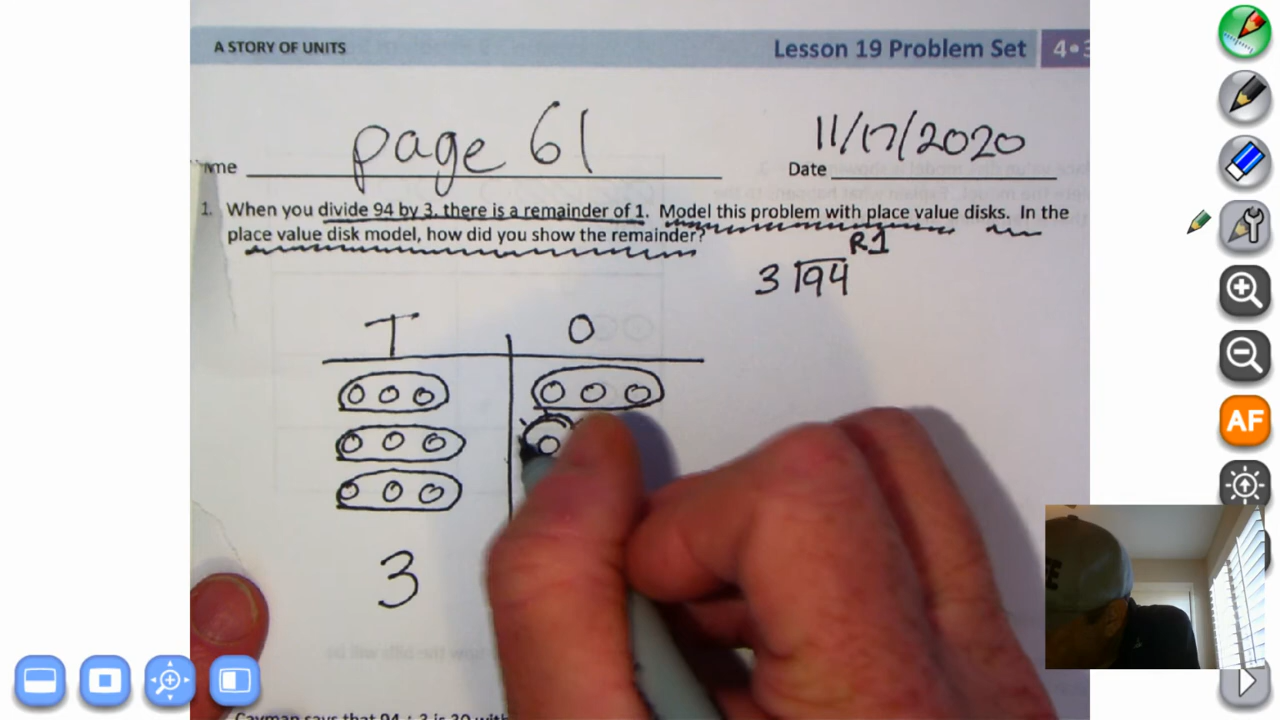 A STORY OF UNITS
Lesson 19 Problem Set
4•3
page 61
11/17/2020
Date
1. When you divide 94 by 3, there is a remainder of 1. Model this problem with place value disks. In the
place value disk model, how did you show the remainder?
R1
3 94
T O
3
AF